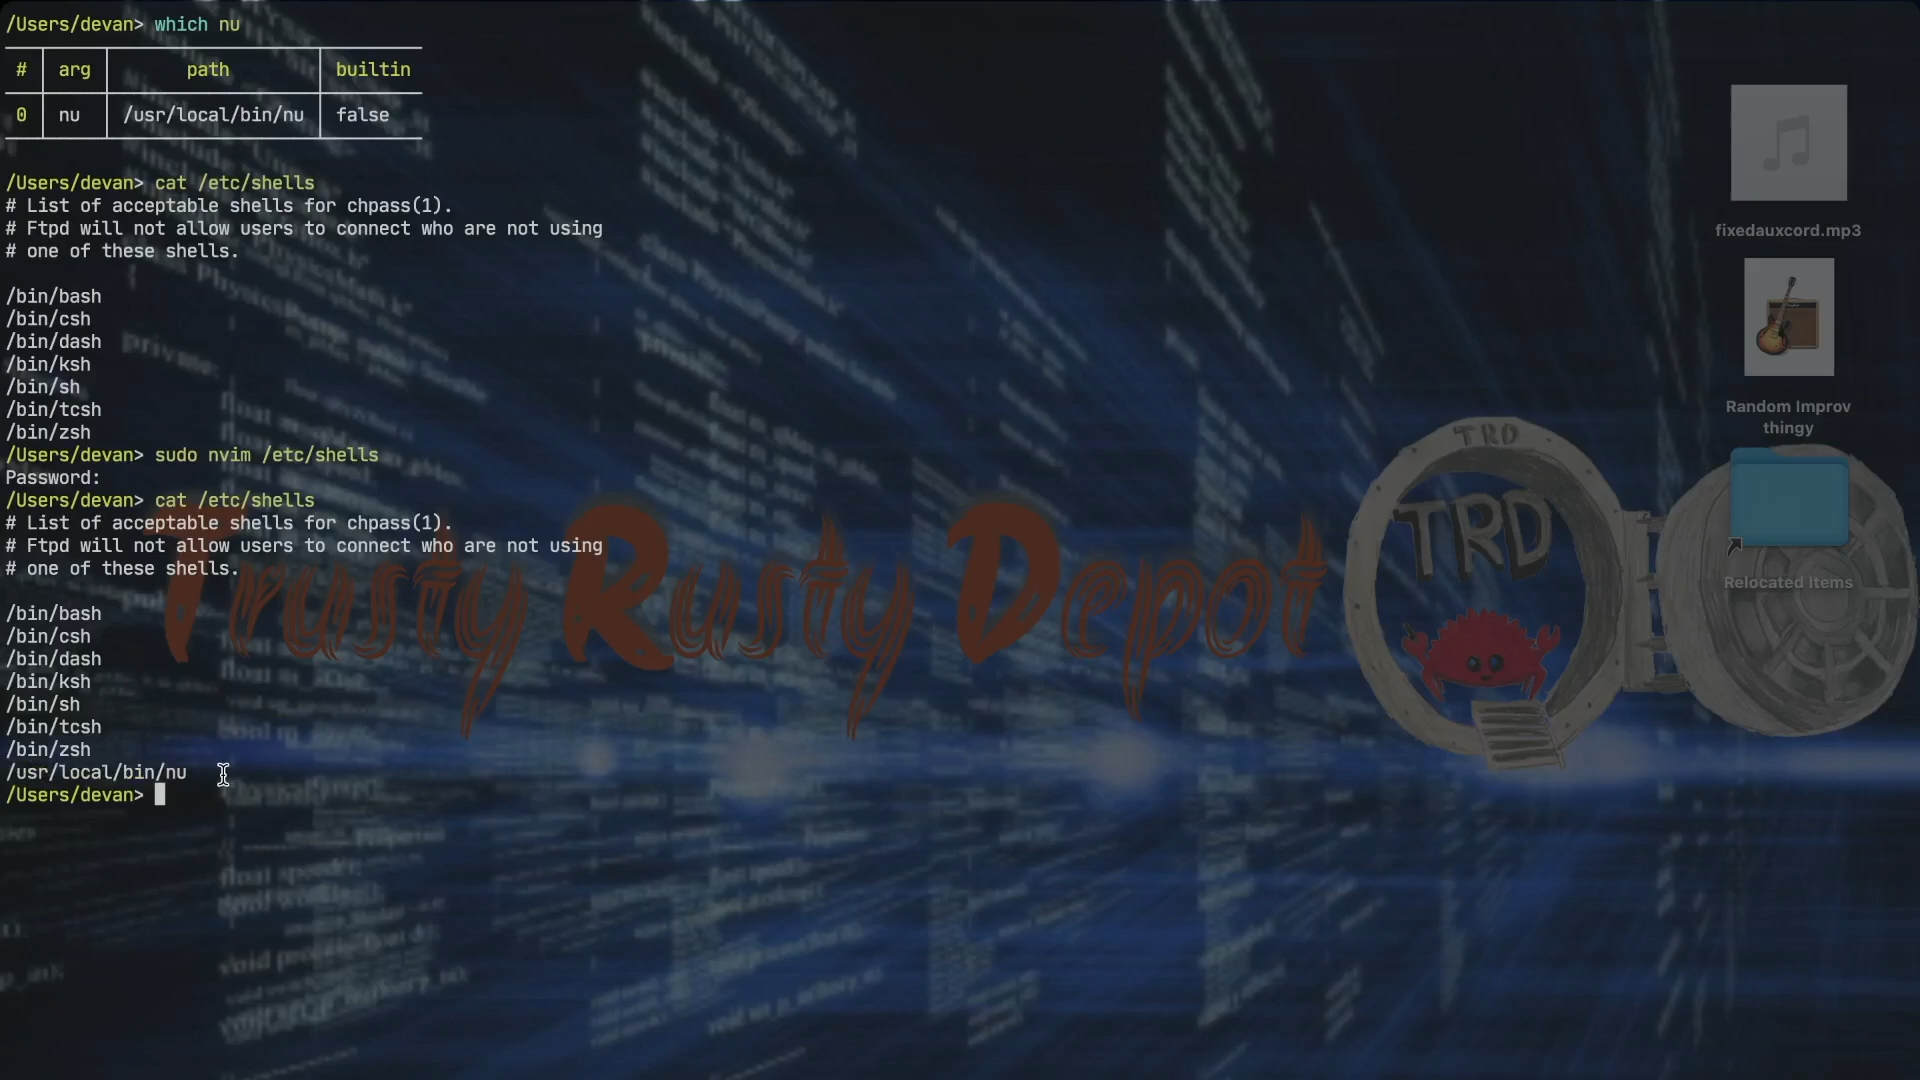 /Users/devan> which nu
# arg path builtin
0 nu /usr/local/bin/nu false
/Users/devan> cat /etc/shells
# List of acceptable shells for chpass(1).
# Ftpd will not allow users to connect who are not using
# one of these shells.
/bin/bash
/bin/csh
/bin/dash
/bin/ksh
/bin/sh
/bin/tcsh
/bin/zsh
/Users/devan> sudo nvim /etc/shells
Password:
/Users/devan> cat /etc/shells
# List of acceptable shells for chpass(1).
# Ftpd will not allow users to connect who are not using
# one of these shells.
/bin/bash
/bin/csh
/bin/dash
/bin/ksh
/bin/sh
/bin/tcsh
/bin/zsh
/usr/local/bin/nu
/Users/devan>
Trusty Rusty Depot
TRD
TRD
fixedauxcord.mp3
Random Improv
thingy
Relocated Items